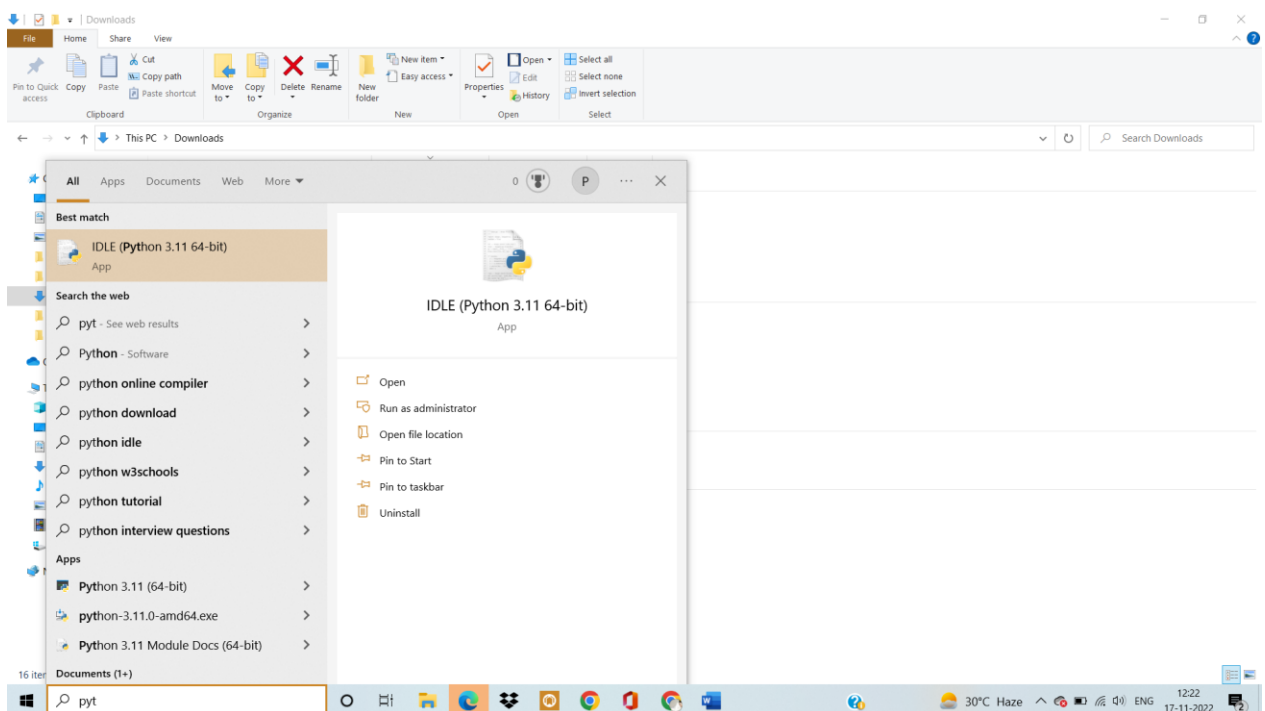 Downloads
File Home Share View
Pin to Quick access
Copy
Paste
Cut
Copy path
Paste shortcut
Clipboard
Move to
Copy to
Delete
Rename
Organize
New folder
New item
Easy access
New
Properties
Open
Edit
History
Open
Select all
Select none
Invert selection
Select
This PC > Downloads
Search Downloads
All Apps Documents Web More
0
P
Best match
IDLE (Python 3.11 64-bit)
App
Search the web
pyt - See web results
Python - Software
python online compiler
python download
python idle
python w3schools
python tutorial
python interview questions
Apps
Python 3.11 (64-bit)
python-3.11.0-amd64.exe
Python 3.11 Module Docs (64-bit)
Documents (1+)
IDLE (Python 3.11 64-bit)
App
Open
Run as administrator
Open file location
Pin to Start
Pin to taskbar
Uninstall
16
pyt
30°C Haze
ENG
12:22
17-11-2022
2